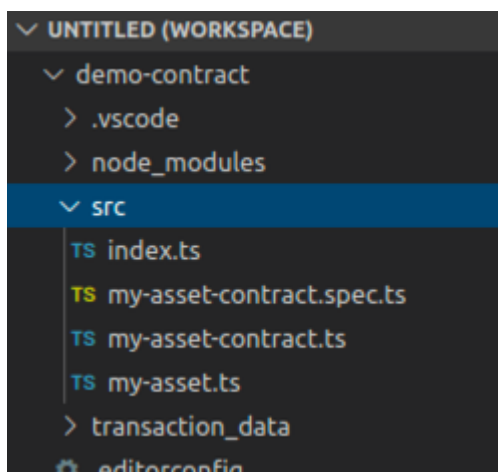 UNTITLED (WORKSPACE)
demo-contract
.vscode
node_modules
src
TS index.ts
TS my-asset-contract.spec.ts
TS my-asset-contract.ts
TS my-asset.ts
transaction_data
.editorconfig